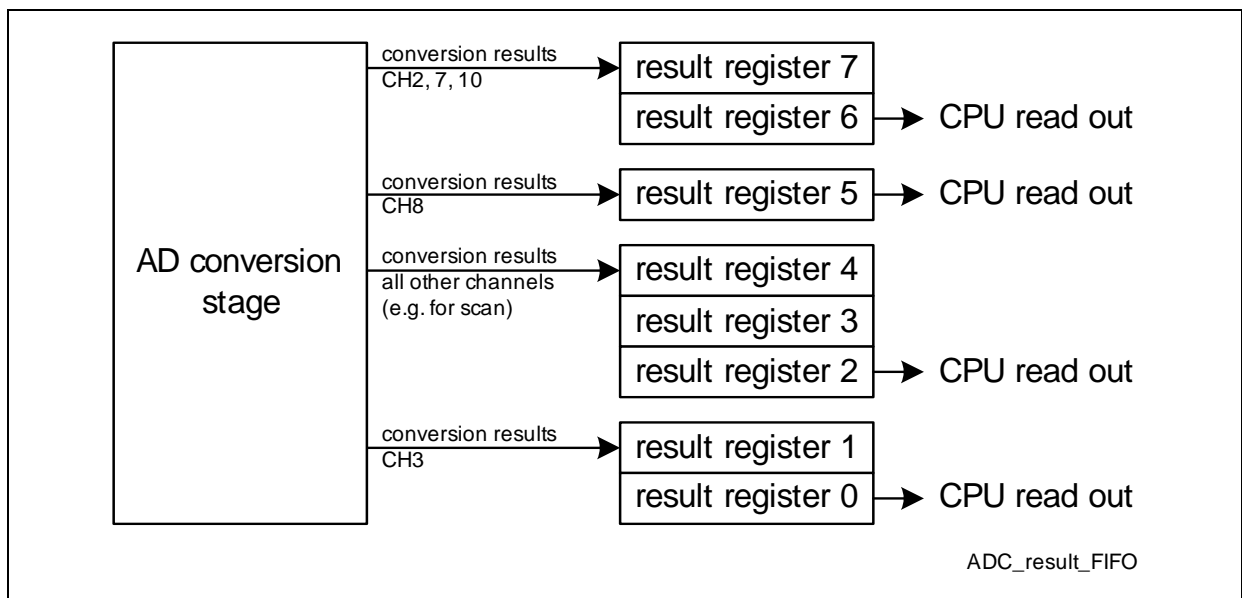 AD conversion
stage
conversion results
CH2, 7, 10
result register 7
result register 6
CPU read out
conversion results
CH8
result register 5
CPU read out
conversion results
all other channels
(e.g. for scan)
result register 4
result register 3
result register 2
CPU read out
conversion results
CH3
result register 1
result register 0
CPU read out
ADC_result_FIFO